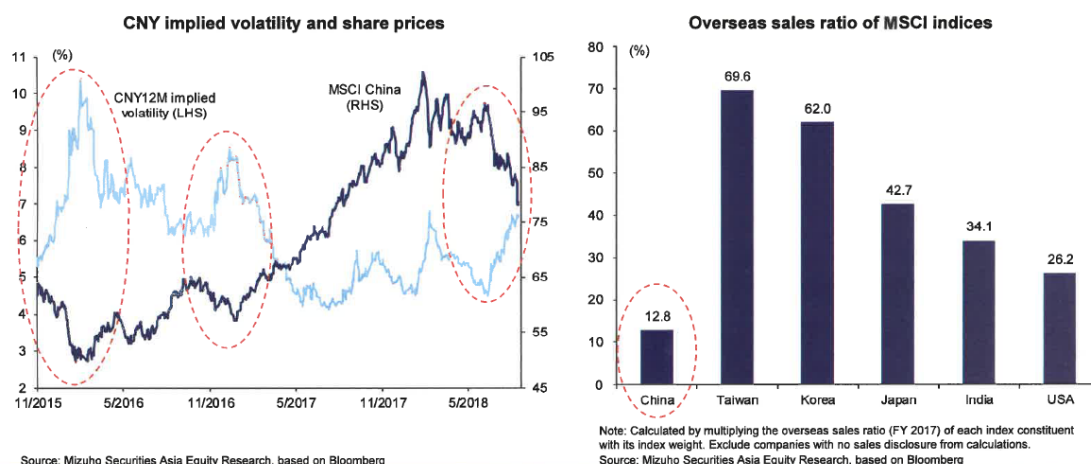 CNY implied volatility and share prices
(%)
11
10
9
8
7
6
5
4
3
2
105
95
85
75
65
55
45
CNY12M implied
volatility (LHS)
MSCI China
(RHS)
11/2015
5/2016
11/2016
5/2017
11/2017
5/2018
Source: Mizuho Securities Asia Equity Research, based on Bloomberg
Overseas sales ratio of MSCI indices
(%)
80
70
60
50
40
30
20
10
0
12.8
69.6
62.0
42.7
34.1
26.2
China
Taiwan
Korea
Japan
India
USA
Note: Calculated by multiplying the overseas sales ratio (FY 2017) of each index constituent
with its index weight. Exclude companies with no sales disclosure from calculations.
Source: Mizuho Securities Asia Equity Research, based on Bloomberg